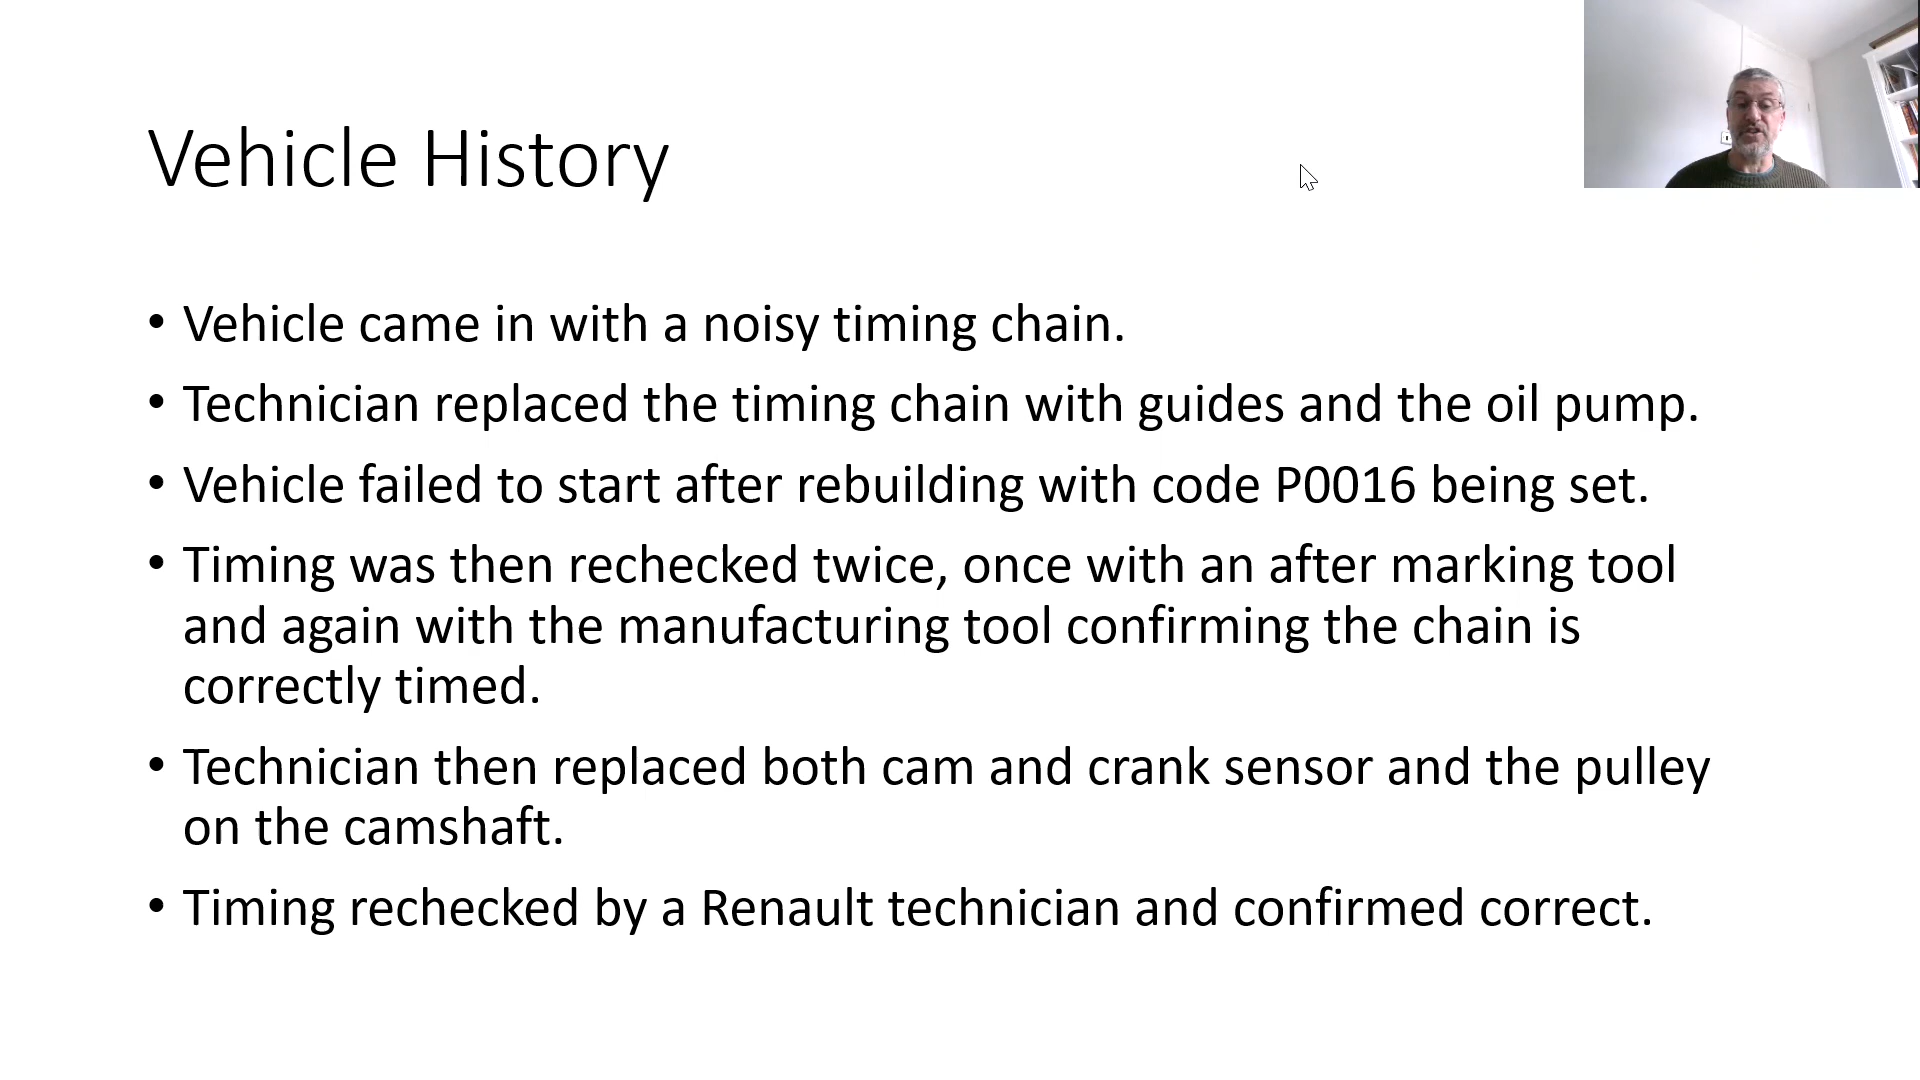 Vehicle History
• Vehicle came in with a noisy timing chain.
• Technician replaced the timing chain with guides and the oil pump.
• Vehicle failed to start after rebuilding with code P0016 being set.
• Timing was then rechecked twice, once with an after marking tool
and again with the manufacturing tool confirming the chain is
correctly timed.
• Technician then replaced both cam and crank sensor and the pulley
on the camshaft.
• Timing rechecked by a Renault technician and confirmed correct.